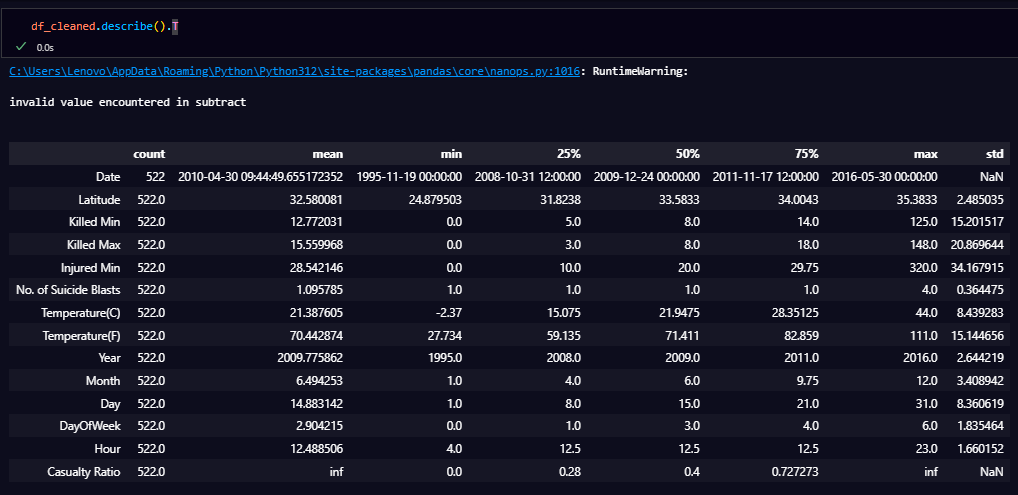 df_cleaned.describe().T
0.0s
C:\Users\Lenovo\AppData\Roaming\Python\Python312\site-packages\pandas\core\nanops.py:1016: RuntimeWarning:
invalid value encountered in subtract
count mean min 25% 50% 75% max std
Date 522 2010-04-30 09:44:49.655172352 1995-11-19 00:00:00 2008-10-31 12:00:00 2009-12-24 00:00:00 2011-11-17 12:00:00 2016-05-30 00:00:00 NaN
Latitude 522.0 32.580081 24.879503 31.8238 33.5833 34.0043 35.3833 2.485035
Killed Min 522.0 12.772031 0.0 5.0 8.0 14.0 125.0 15.201517
Killed Max 522.0 15.559968 0.0 3.0 8.0 18.0 148.0 20.869644
Injured Min 522.0 28.542146 0.0 10.0 20.0 29.75 320.0 34.167915
No. of Suicide Blasts 522.0 1.095785 1.0 1.0 1.0 1.0 4.0 0.364475
Temperature(C) 522.0 21.387605 -2.37 15.075 21.9475 28.35125 44.0 8.439283
Temperature(F) 522.0 70.442874 27.734 59.135 71.411 82.859 111.0 15.144656
Year 522.0 2009.775862 1995.0 2008.0 2009.0 2011.0 2016.0 2.644219
Month 522.0 6.494253 1.0 4.0 6.0 9.75 12.0 3.408942
Day 522.0 14.883142 1.0 8.0 15.0 21.0 31.0 8.360619
DayOfWeek 522.0 2.904215 0.0 1.0 3.0 4.0 6.0 1.835464
Hour 522.0 12.488506 4.0 12.5 12.5 12.5 23.0 1.660152
Casualty Ratio 522.0 inf 0.0 0.28 0.4 0.727273 inf NaN